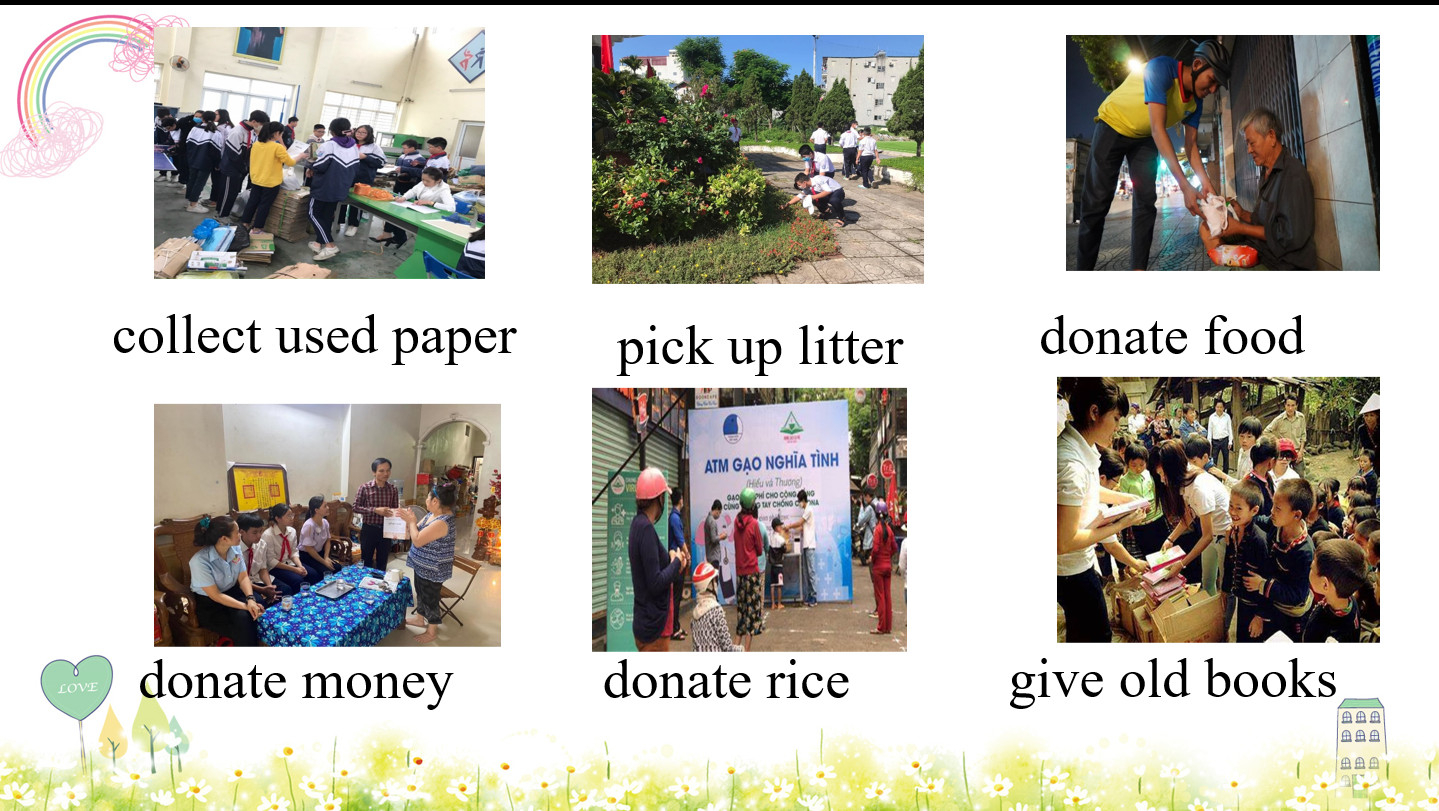 collect used paper
pick up litter
donate food
ATM GẠO NGHĨA TÌNH
(Hiểu và Thương)
donate money
donate rice
give old books
LOVE